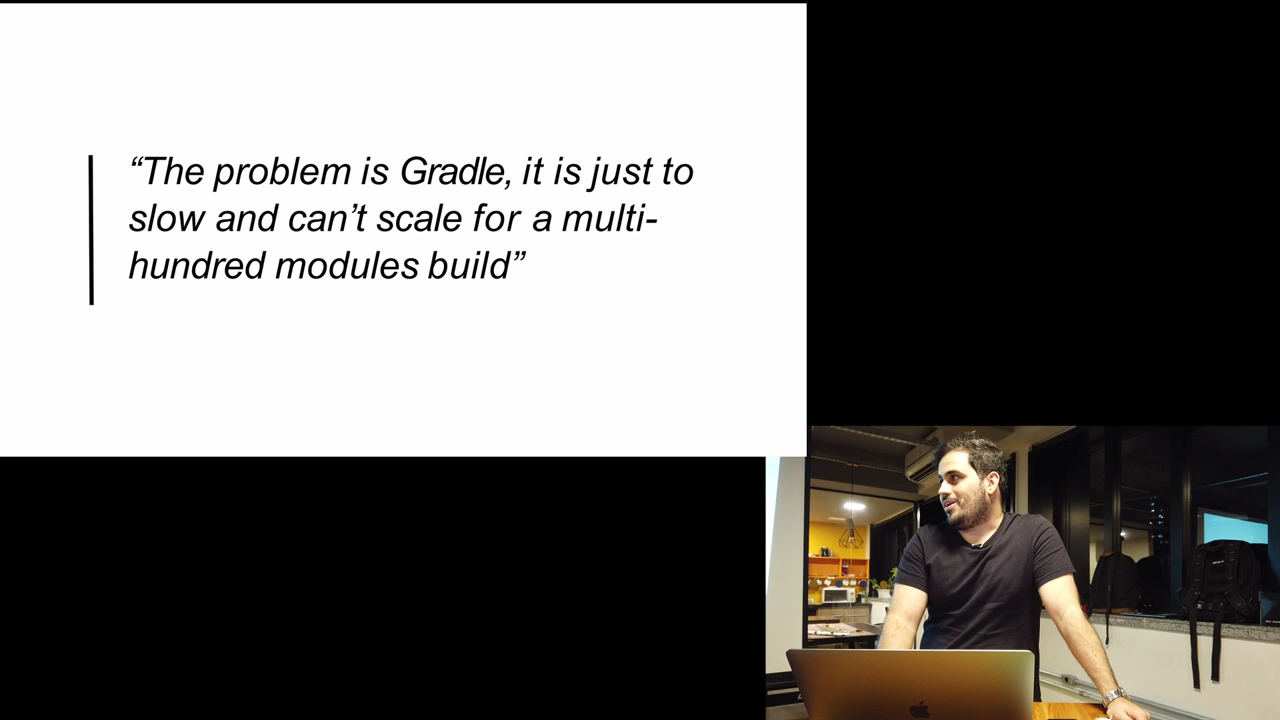 “The problem is Gradle, it is just to
slow and can’t scale for a multi-
hundred modules build”